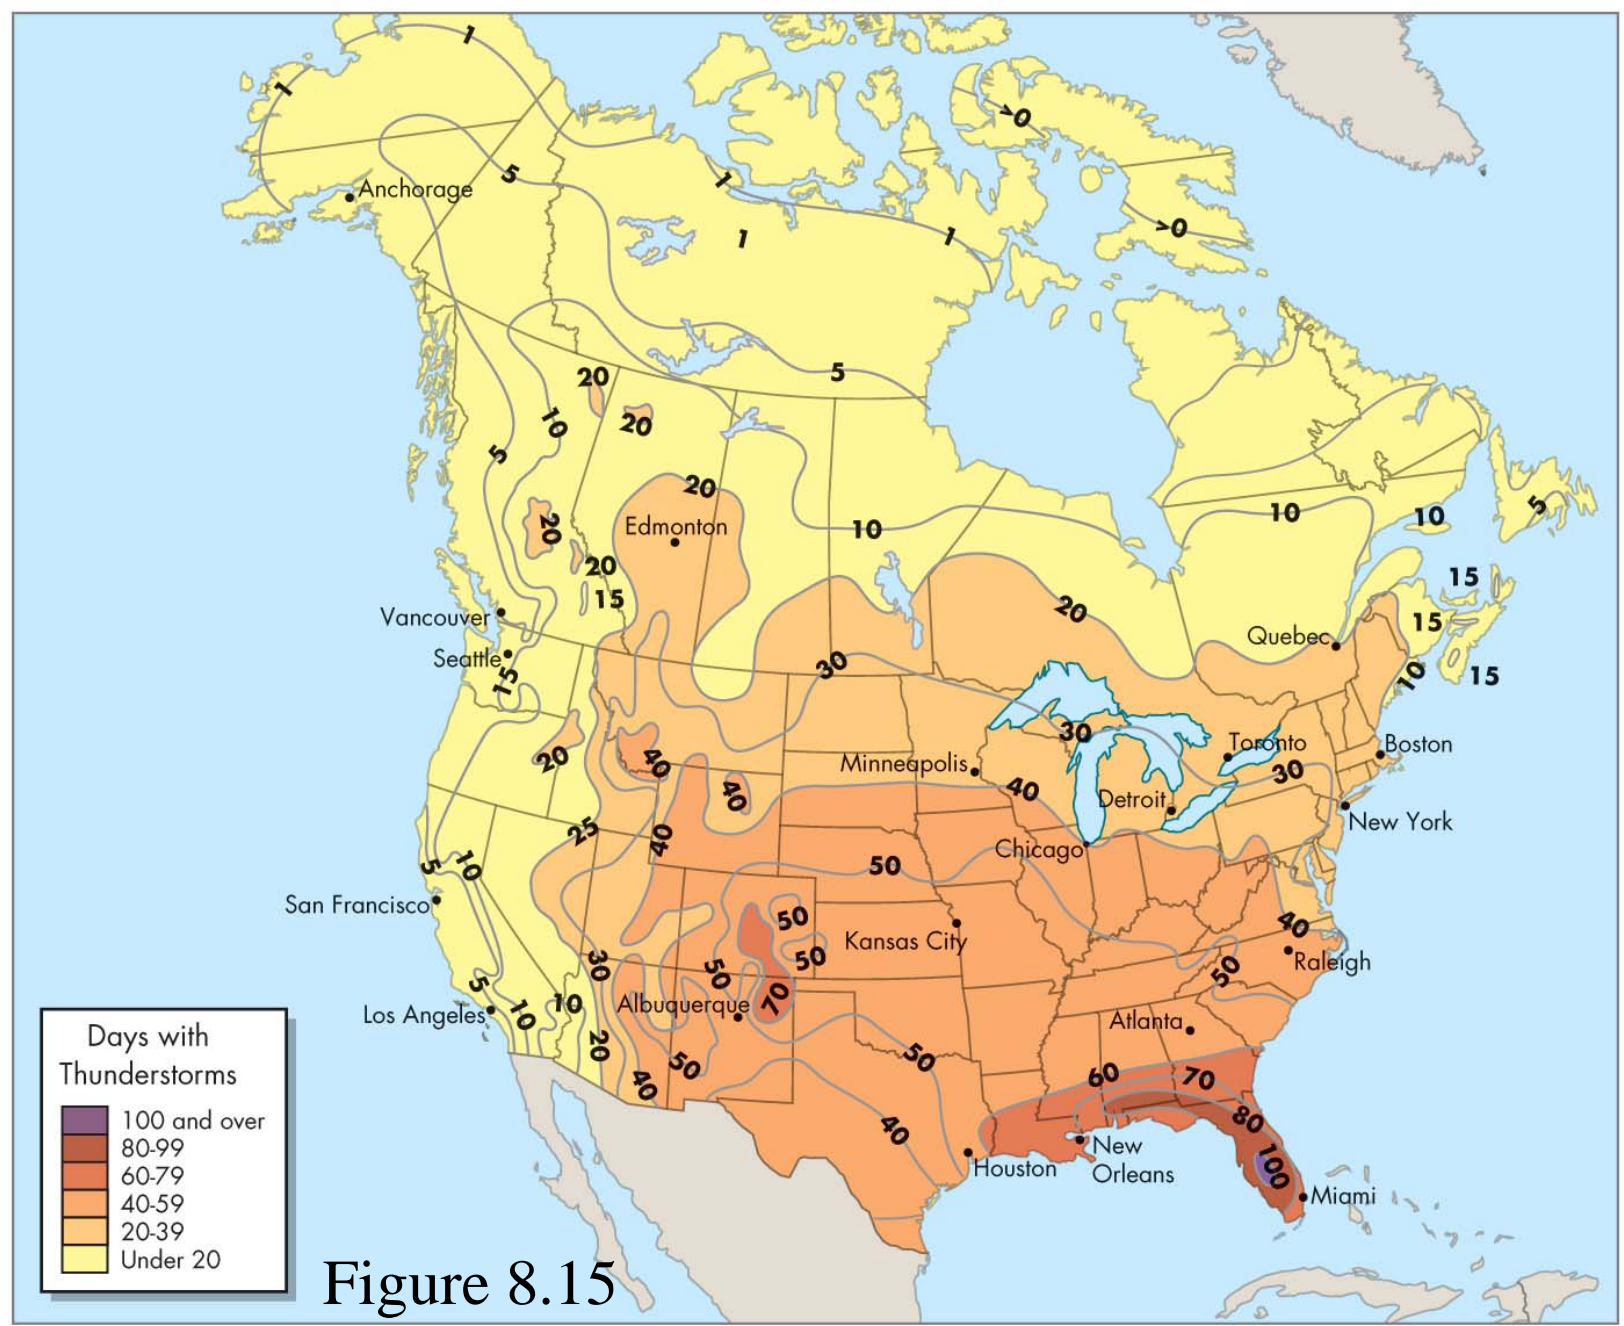 1
1
>0
5
Anchorage
1
1
1
>0
5
20
20
10
5
20
10
5
10
10
20
Edmonton
20
20
15
20
15
15
Vancouver
Quebec
Seattle
15
30
10
15
30
Toronto
Boston
20
40
Minneapolis
30
40
40
Detroit
New York
25
40
Chicago
5
10
50
San Francisco
50
40
Kansas City
50
Raleigh
30
50
50
5
70
Los Angeles
10
10
Albuquerque
Atlanta
20
50
50
40
60
70
40
80
New
Orleans
Houston
100
Miami
Days with
Thunderstorms
100 and over
80-99
60-79
40-59
20-39
Under 20
Figure 8.15